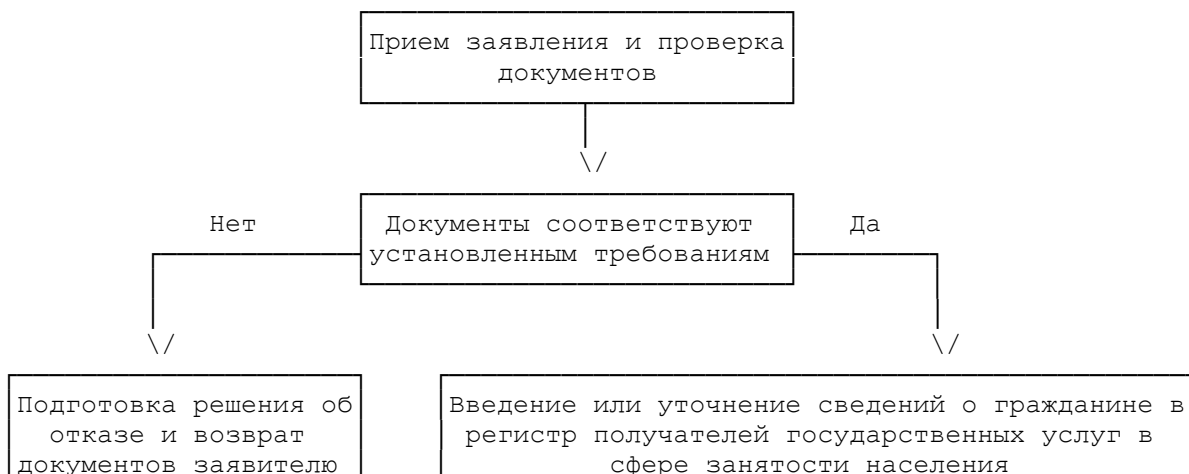 Прием заявления и проверка
документов
Нет
Документы соответствуют
установленным требованиям
Да
Подготовка решения об
отказе и возврат
документов заявителю
Введение или уточнение сведений о гражданине в
регистр получателей государственных услуг в
сфере занятости населения